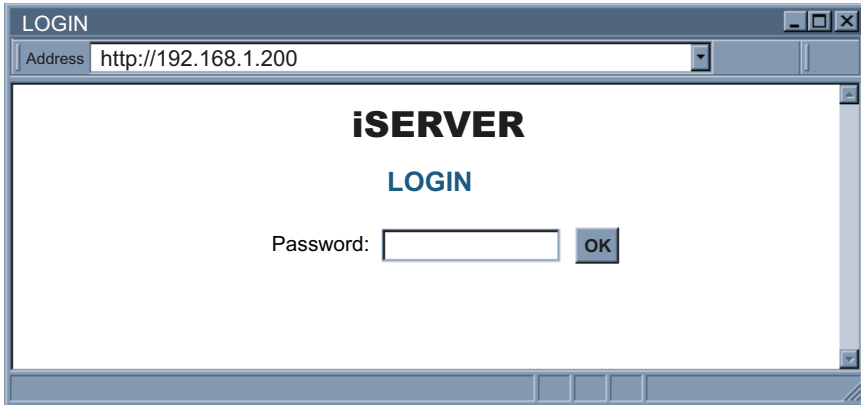 LOGIN
Address http://192.168.1.200
iSERVER
LOGIN
Password: OK